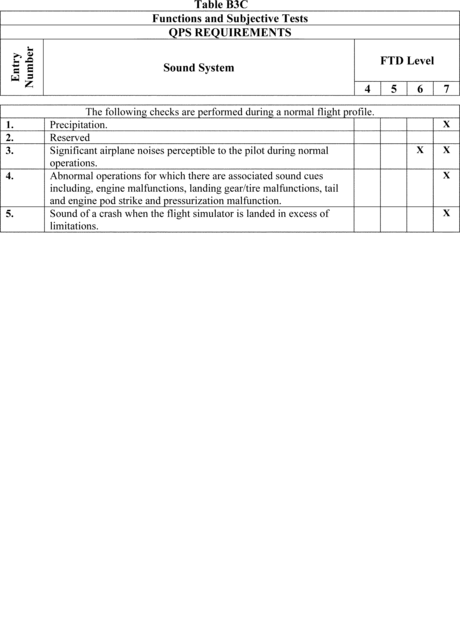 Table B3C
Functions and Subjective Tests
QPS REQUIREMENTS
Entry
Number
Sound System
FTD Level
4 5 6 7
The following checks are performed during a normal flight profile.
1. Precipitation. X
2. Reserved
3. Significant airplane noises perceptible to the pilot during normal X X
operations.
4. Abnormal operations for which there are associated sound cues X
including, engine malfunctions, landing gear/tire malfunctions, tail
and engine pod strike and pressurization malfunction.
5. Sound of a crash when the flight simulator is landed in excess of X
limitations.